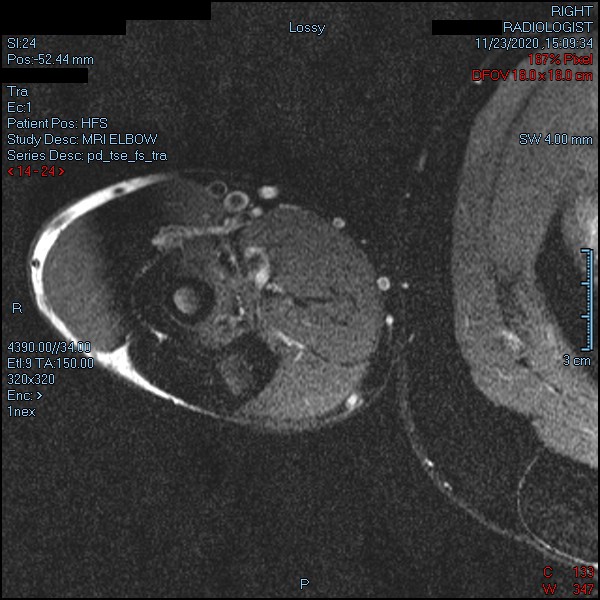 Lossy
RIGHT
RADIOLOGIST
11/23/2020 ,15:09:34
187% Pixel
DFOV 18.0 x 18.0 cm
SI:24
Pos:-52.44 mm
Tra
Ec:1
Patient Pos: HFS
Study Desc: MRI ELBOW
Series Desc: pd_tse_fs_tra
< 14 - 24 >
SW 4.00 mm
R
4390.00//34.00
Etl:9 TA:150.00
320x320
Enc: >
1nex
3 cm
P
C 133
W 347